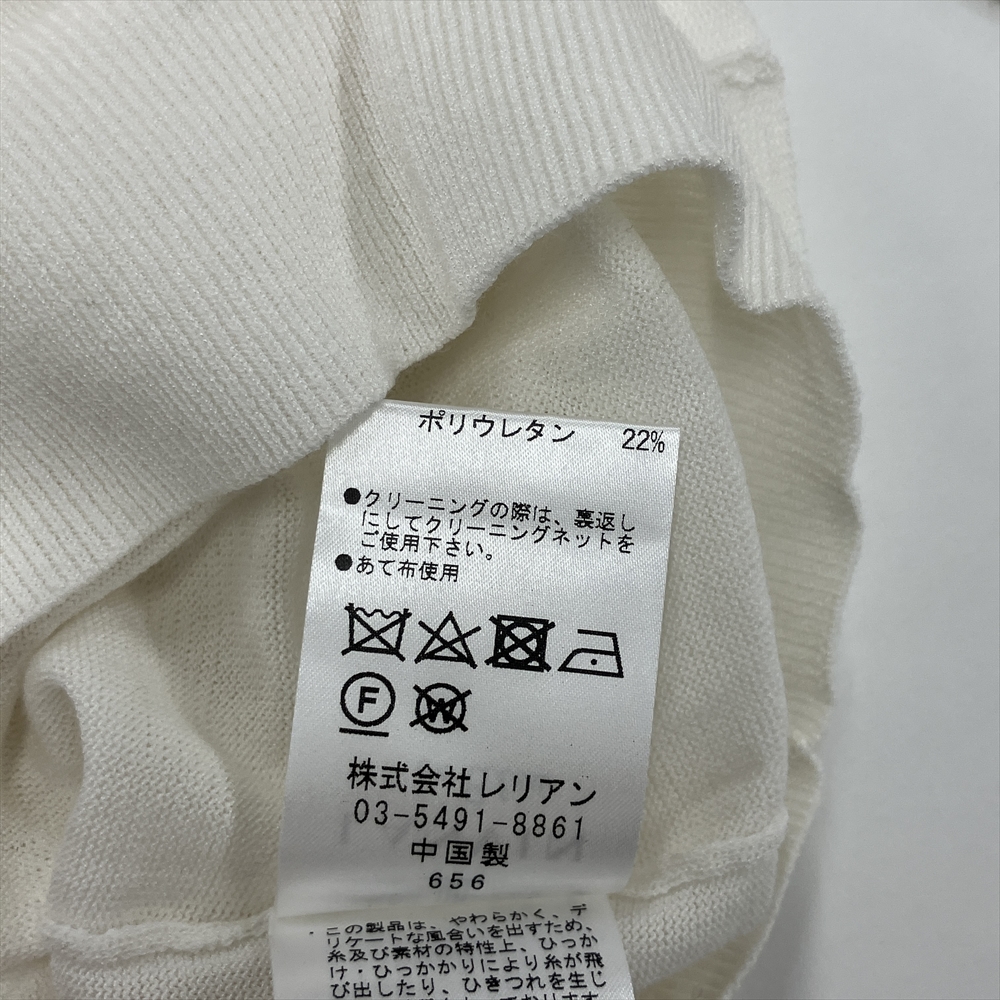 ポリウレタン 22%
●クリーニングの際は、裏返し
にしてクリーニングネットを
ご使用下さい。
●あて布使用
F W
株式会社レリアン
03-5491-8861
中国製
656
・この製品は、やわらかく、デ
リケートな風合いを出すため、
糸及び素材の特性上、ひっか
け・ひっかかりにより糸が飛
び出したり、ひきつれを生じ